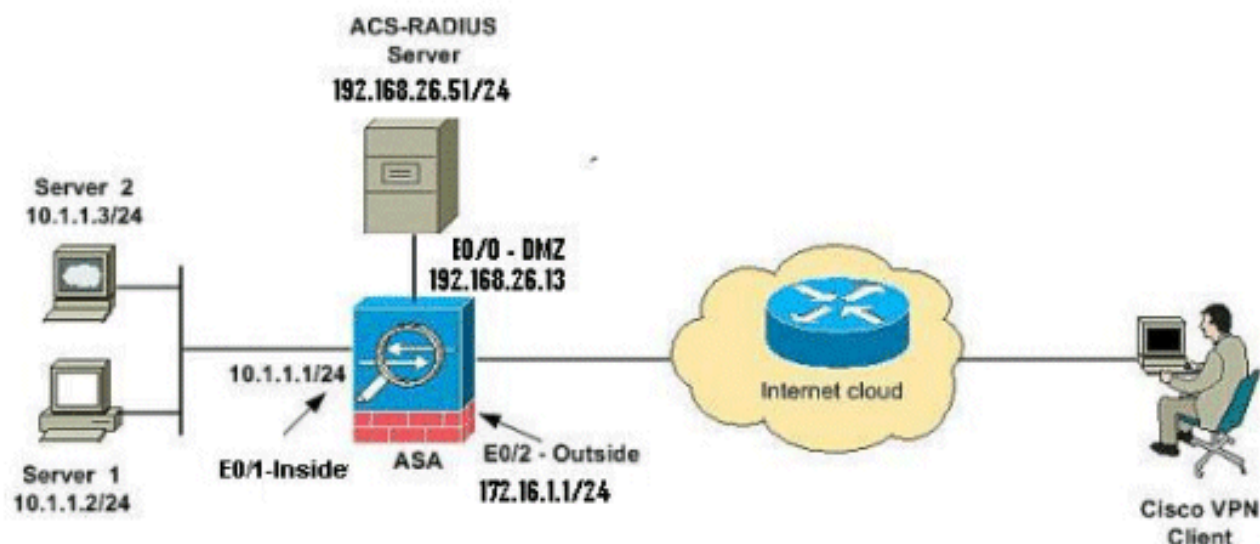 ACS-RADIUS
Server
192.168.26.51/24
Server 2
10.1.1.3/24
E0/0 - DMZ
192.168.26.13
10.1.1.1/24
Internet cloud
E0/1-Inside
ASA
E0/2 - Outside
172.16.1.1/24
Server 1
10.1.1.2/24
Cisco VPN
Client